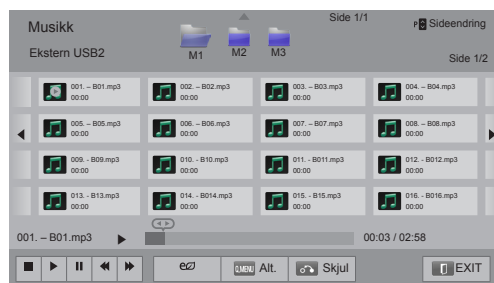 Musikk
Side 1/1
P Sideendring
Ekstern USB2
M1 M2 M3
Side 1/2
001. – B01.mp3
00:00
002. – B02.mp3
00:00
003. – B03.mp3
00:00
004. – B04.mp3
00:00
005. – B05.mp3
00:00
006. – B06.mp3
00:00
007. – B07.mp3
00:00
008. – B08.mp3
00:00
009. - B09.mp3
00:00
010. - B10.mp3
00:00
011. - B011.mp3
00:00
012. - B012.mp3
00:00
013. - B13.mp3
00:00
014. - B014.mp3
00:00
015. - B15.mp3
00:00
016. - B016.mp3
00:00
001. – B01.mp3
00:03 / 02:58
Q.MENU Alt.
Skjul
EXIT